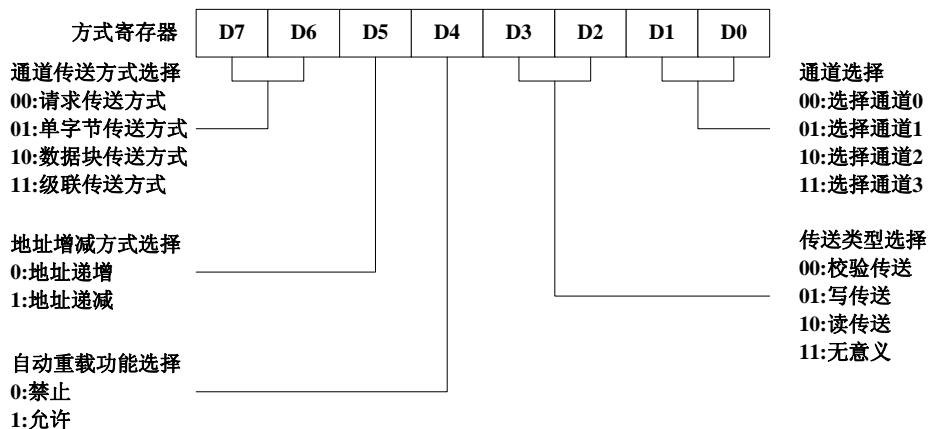 方式寄存器 D7 D6 D5 D4 D3 D2 D1 D0
通道传送方式选择
00:请求传送方式
01:单字节传送方式
10:数据块传送方式
11:级联传送方式
地址增减方式选择
0:地址递增
1:地址递减
自动重载功能选择
0:禁止
1:允许
通道选择
00:选择通道0
01:选择通道1
10:选择通道2
11:选择通道3
传送类型选择
00:校验传送
01:写传送
10:读传送
11:无意义